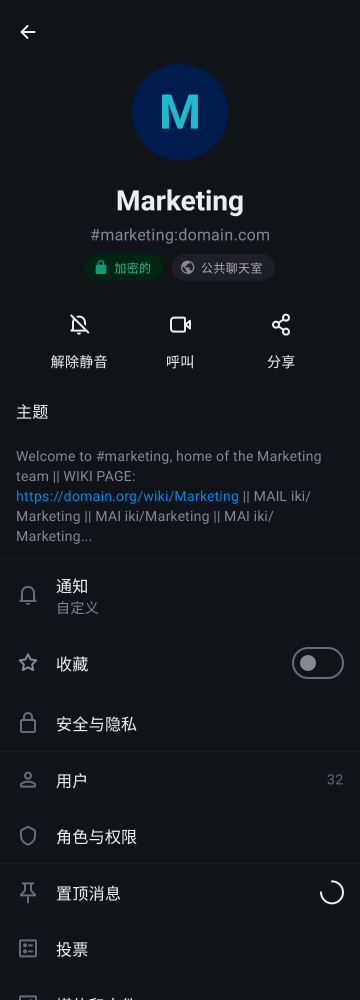 M
Marketing
#marketing:domain.com
加密的 公共聊天室
解除静音 呼叫 分享
主题
Welcome to #marketing, home of the Marketing
team || WIKI PAGE:
https://domain.org/wiki/Marketing || MAIL iki/
Marketing || MAI iki/Marketing || MAI iki/
Marketing...
通知
自定义
收藏
安全与隐私
用户 32
角色与权限
置顶消息
投票